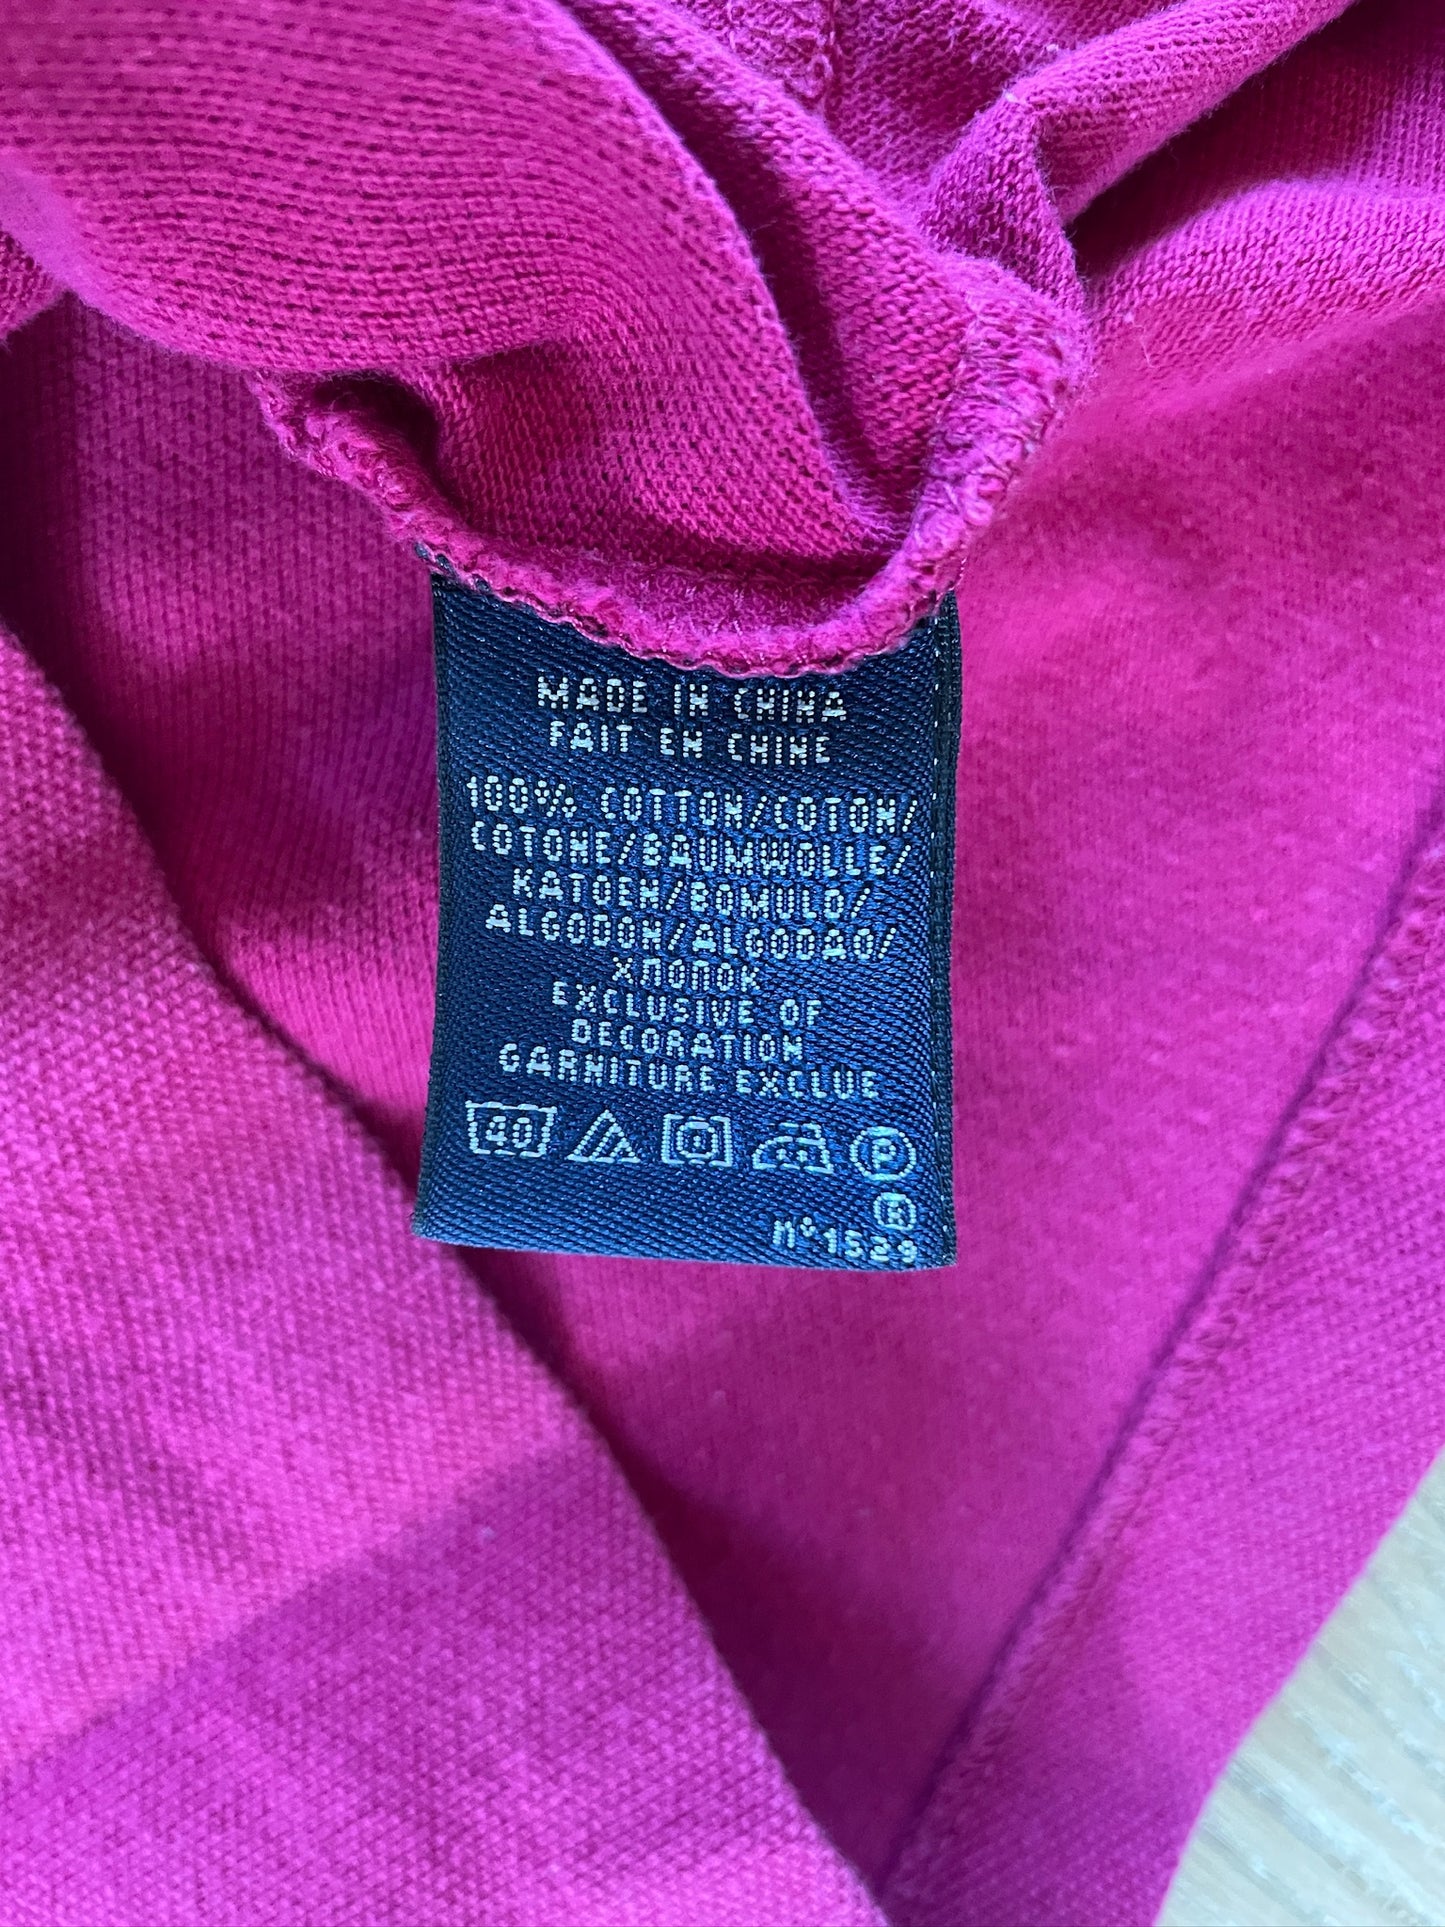 MADE IN CHINA
FAIT EN CHINE
100% COTTON/COTON/
COTONE/BAUMWOLLE/
KATOEN/BOMULD/
ALGODON/ALGODAO/
ХЛОПОК
EXCLUSIVE OF
DECORATION
GARNITURE EXCLUE
40 P
R
Nº1529